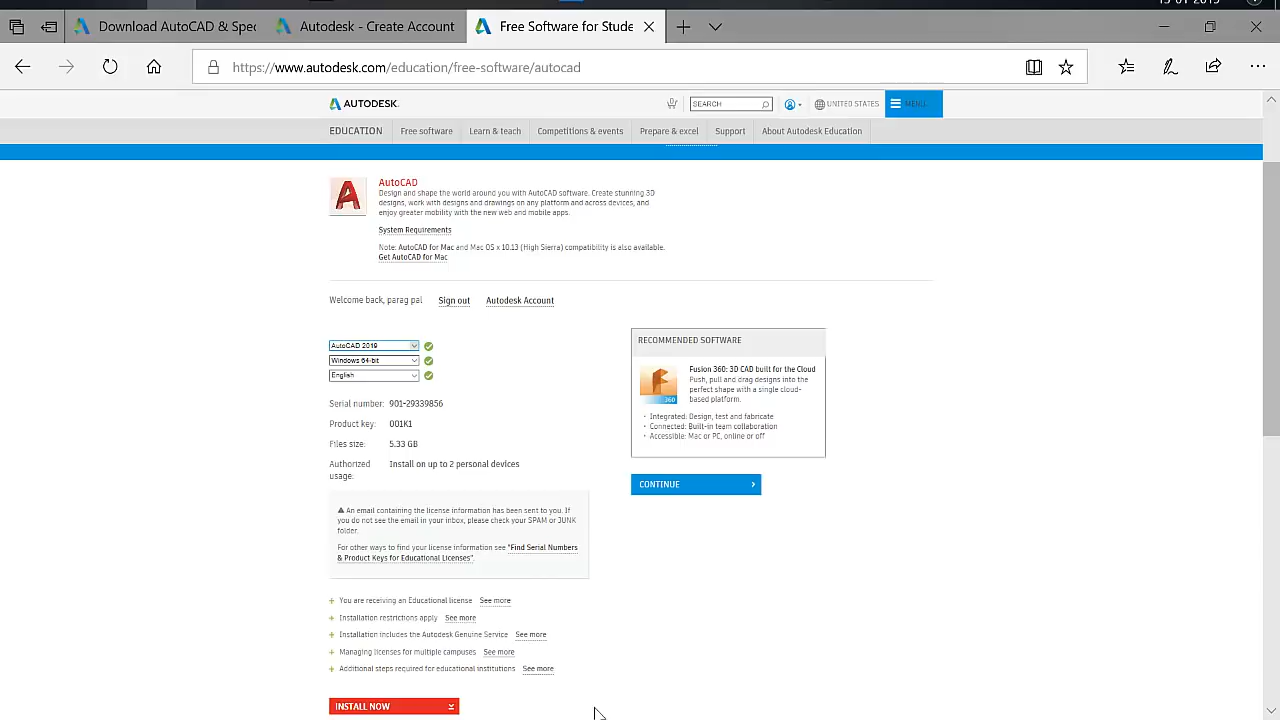 Download AutoCAD & Spec
Autodesk - Create Account
Free Software for Stude
https://www.autodesk.com/education/free-software/autocad
AUTODESK.
SEARCH
UNITED STATES
MENU
EDUCATION
Free software
Learn & teach
Competitions & events
Prepare & excel
Support
About Autodesk Education
AutoCAD
Design and shape the world around you with AutoCAD software. Create stunning 3D
designs, work with designs and drawings on any platform and across devices, and
enjoy greater mobility with the new web and mobile apps.
System Requirements
Note: AutoCAD for Mac and Mac OS x 10.13 (High Sierra) compatibility is also available.
Get AutoCAD for Mac
Welcome back, parag pal
Sign out
Autodesk Account
AutoCAD 2019
Windows 64-bit
English
Serial number: 901-29339856
Product key: 001K1
Files size: 5.33 GB
Authorized Install on up to 2 personal devices
usage:
An email containing the license information has been sent to you. If
you do not see the email in your inbox, please check your SPAM or JUNK
folder.
For other ways to find your license information see "Find Serial Numbers
& Product Keys for Educational Licenses".
+ You are receiving an Educational license See more
+ Installation restrictions apply See more
+ Installation includes the Autodesk Genuine Service See more
+ Managing licenses for multiple campuses See more
+ Additional steps required for educational institutions See more
INSTALL NOW
RECOMMENDED SOFTWARE
360
Fusion 360: 3D CAD built for the Cloud
Push, pull and drag designs into the
perfect shape with a single cloud-
based platform.
• Integrated: Design, test and fabricate
• Connected: Built-in team collaboration
• Accessible: Mac or PC, online or off
CONTINUE